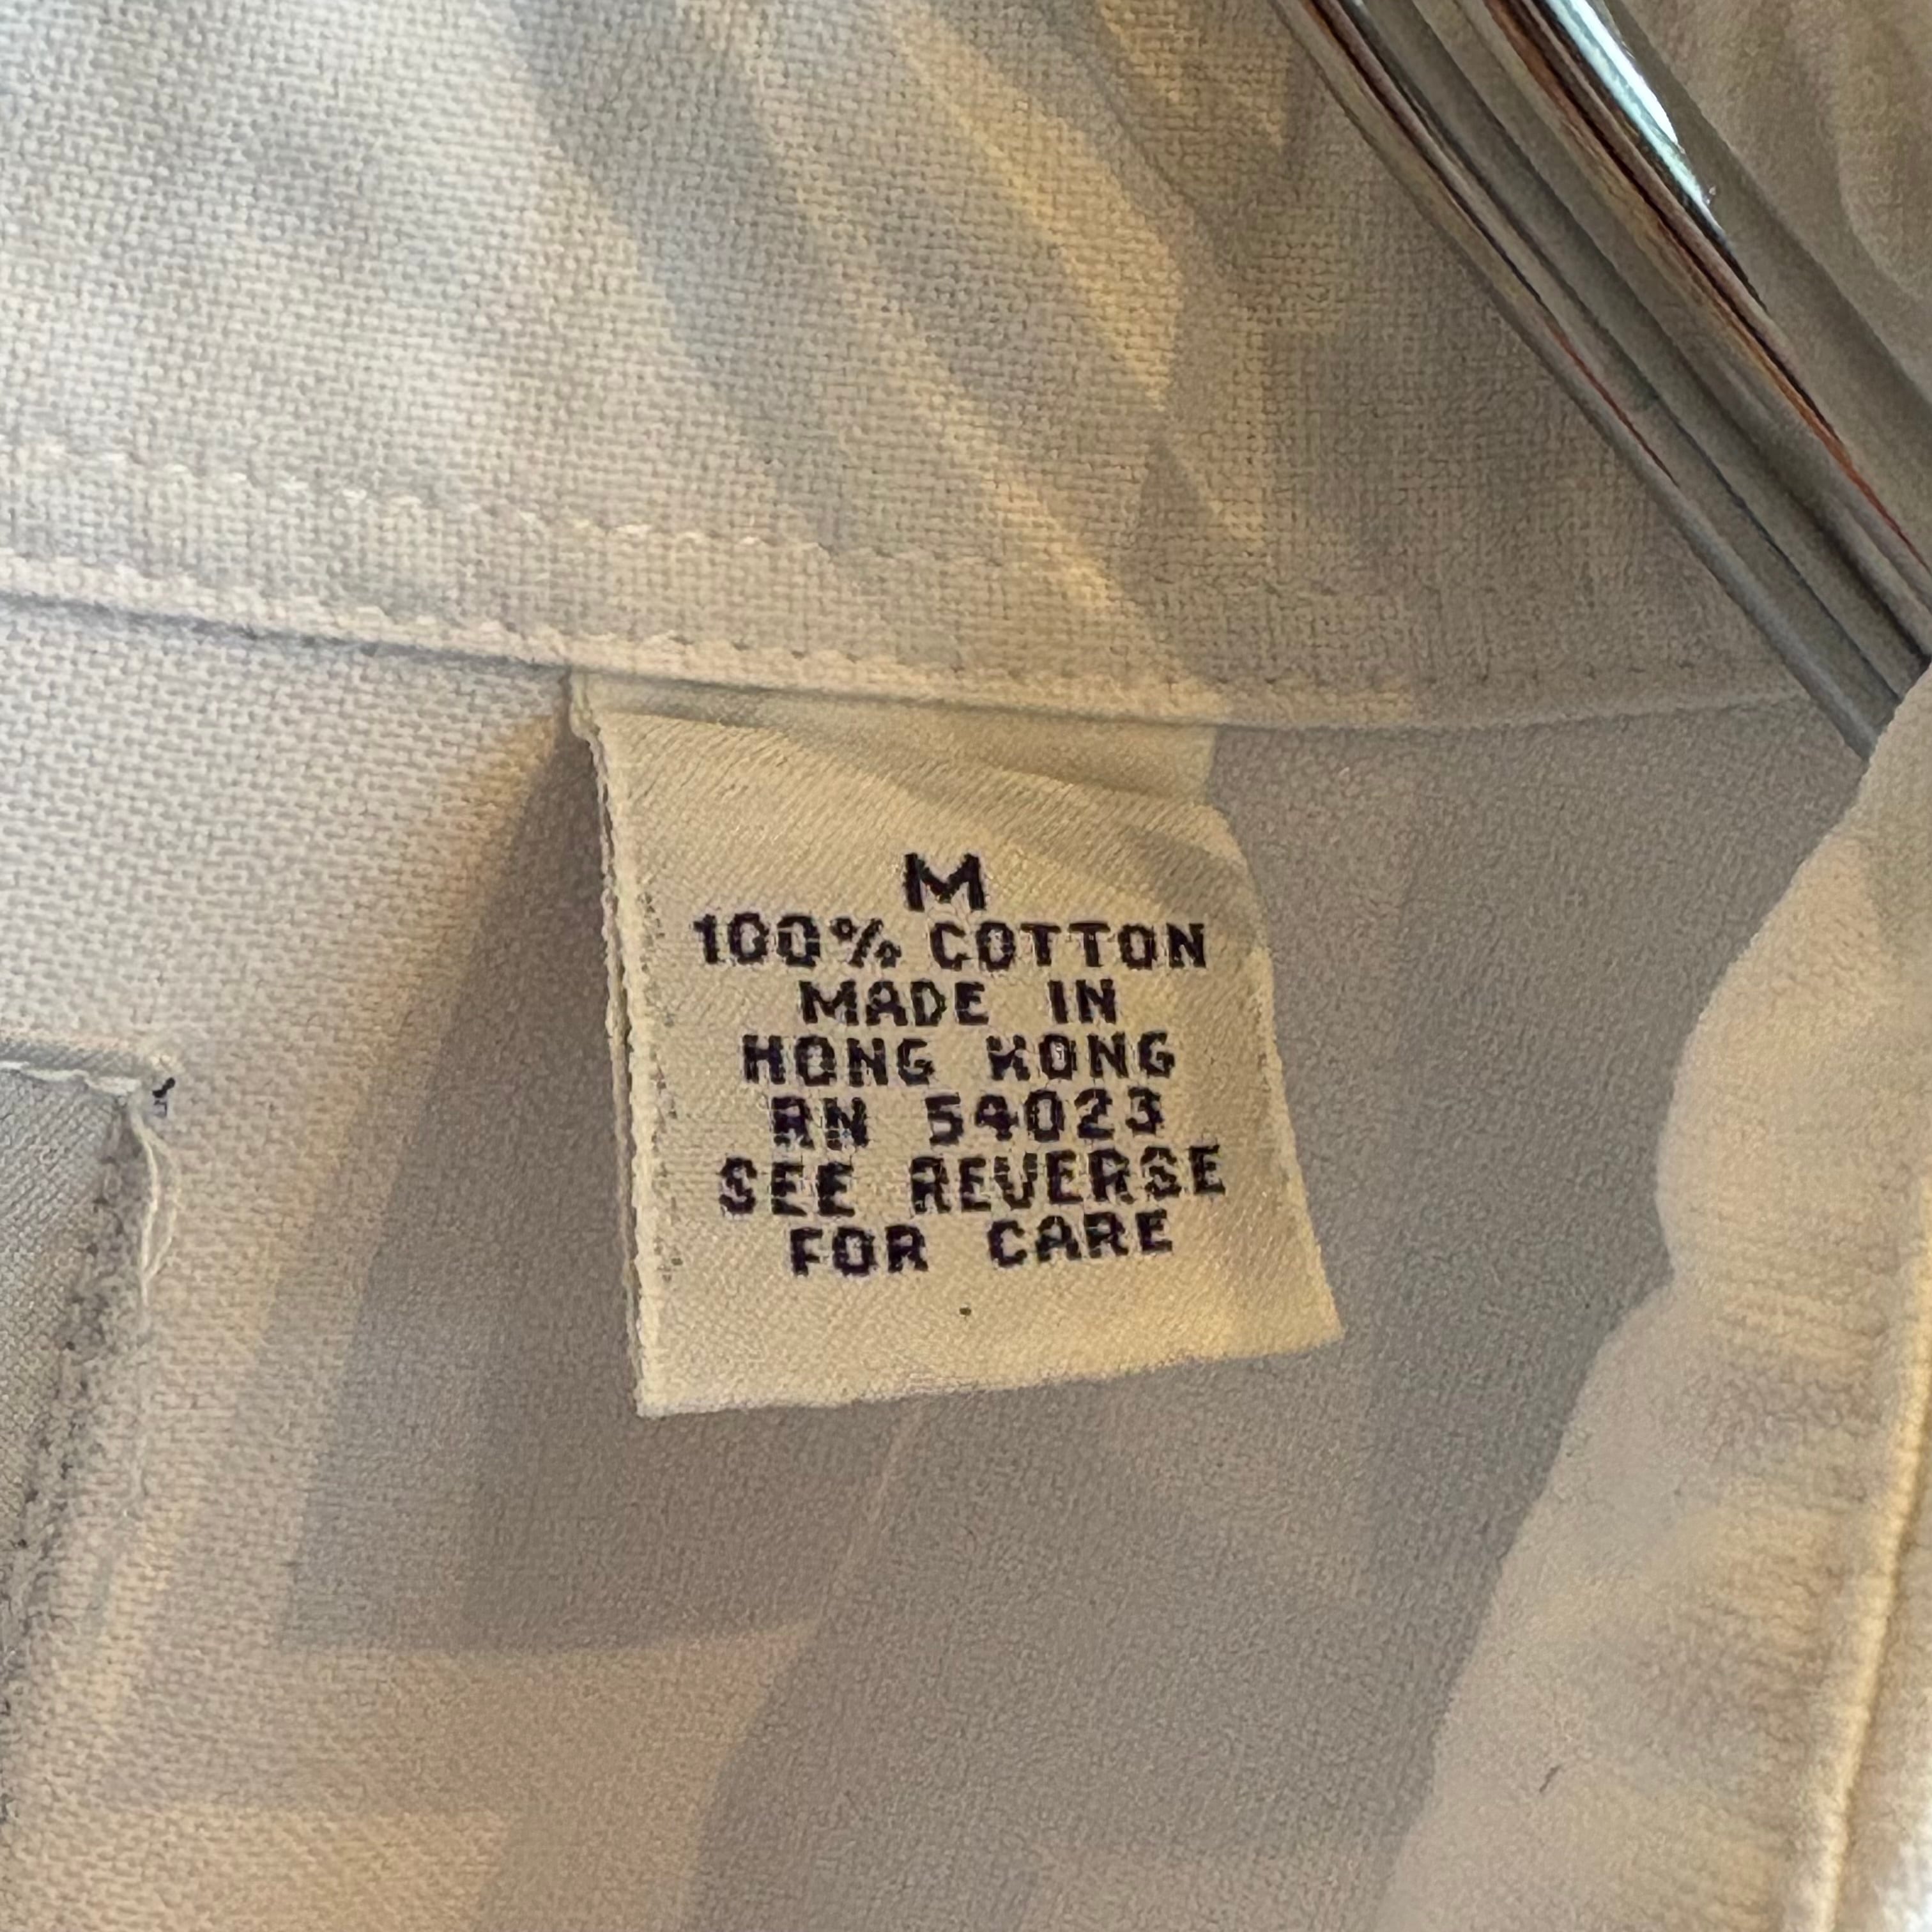 M
100% COTTON
MADE IN
HONG KONG
RN 54023
SEE REVERSE
FOR CARE